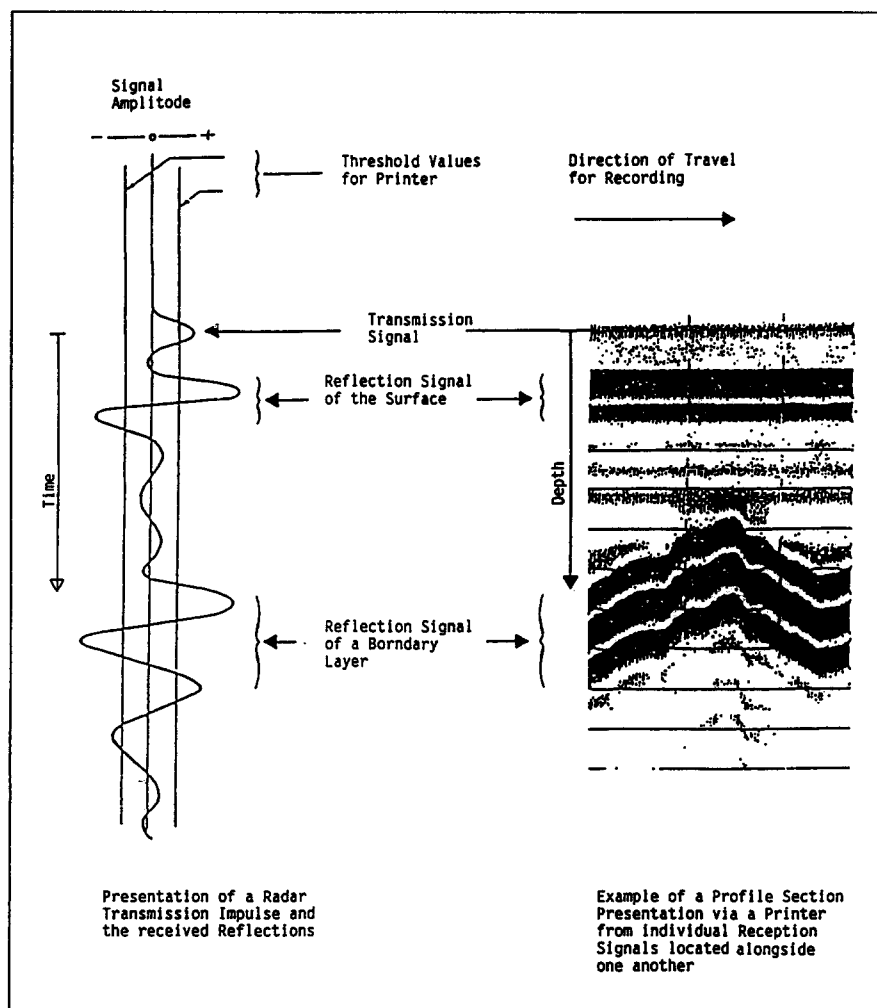 Signal
Amplitode
- o +
Threshold Values
for Printer
Direction of Travel
for Recording
Transmission
Signal
Reflection Signal
of the Surface
Time
Depth
Reflection Signal
of a Borndary
Layer
Presentation of a Radar
Transmission Impulse and
the received Reflections
Example of a Profile Section
Presentation via a Printer
from individual Reception
Signals located alongside
one another